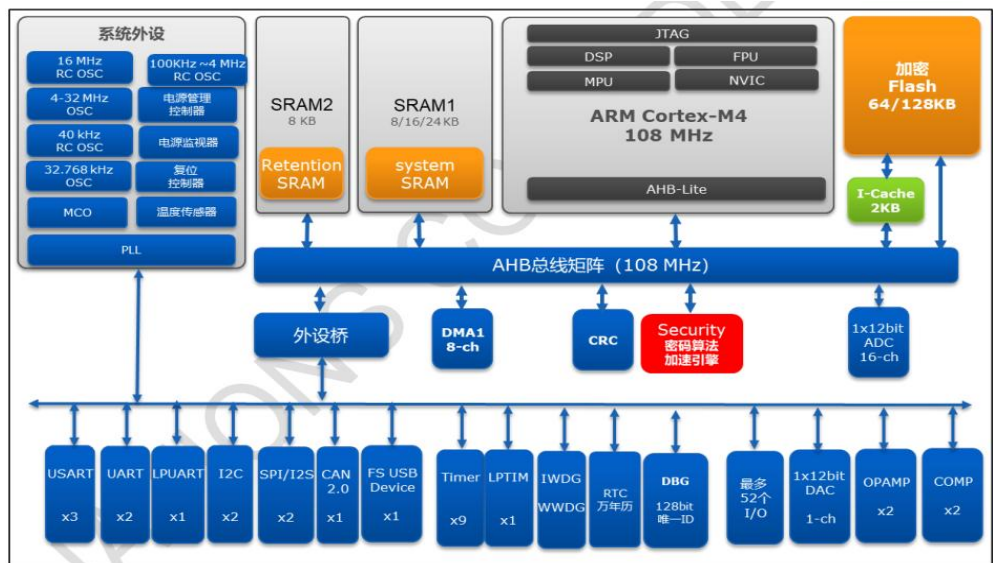 系统外设
16 MHz
RC OSC
100KHz ~4 MHz
RC OSC
4-32 MHz
OSC
电源管理
控制器
40 kHz
RC OSC
电源监视器
32.768 kHz
OSC
复位
控制器
MCO
温度传感器
PLL
SRAM2
8 KB
Retention
SRAM
SRAM1
8/16/24KB
system
SRAM
JTAG
DSP
FPU
MPU
NVIC
ARM Cortex-M4
108 MHz
AHB-Lite
加密
Flash
64/128KB
I-Cache
2KB
AHB总线矩阵 (108 MHz)
外设桥
DMA1
8-ch
CRC
Security
密码算法
加速引擎
1x12bit
ADC
16-ch
USART
x3
UART
x2
LPUART
x1
I2C
x2
SPI/I2S
x2
CAN
2.0
x1
FS USB
Device
x1
Timer
x9
LPTIM
x1
IWDG
WWDG
RTC
万年历
DBG
128bit
唯一ID
最多
52个
I/O
1x12bit
DAC
1-ch
OPAMP
x2
COMP
x2